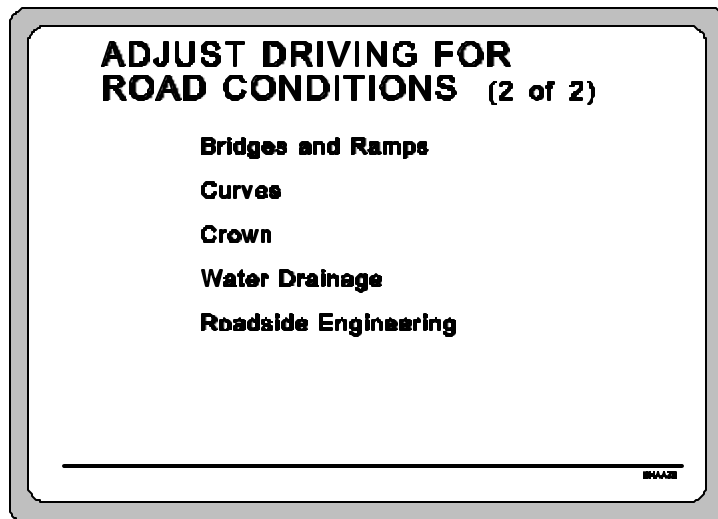 ADJUST DRIVING FOR
ROAD CONDITIONS (2 of 2)
Bridges and Ramps
Curves
Crown
Water Drainage
Roadside Engineering